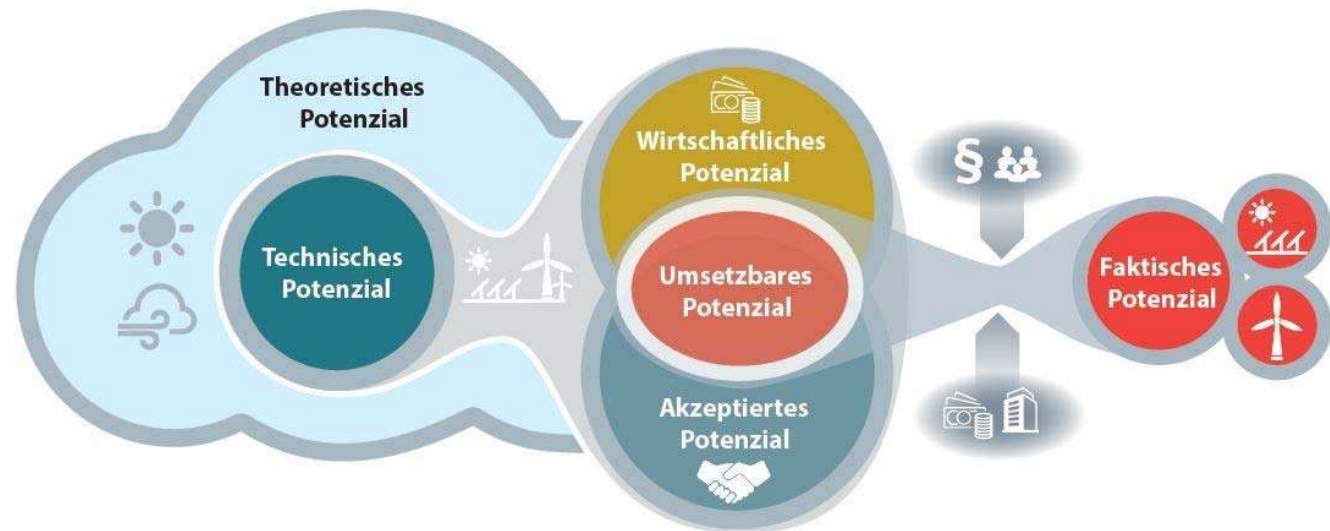 Theoretisches
Potenzial
Technisches
Potenzial
Wirtschaftliches
Potenzial
Umsetzbares
Potenzial
Akzeptiertes
Potenzial
§
Faktisches
Potenzial